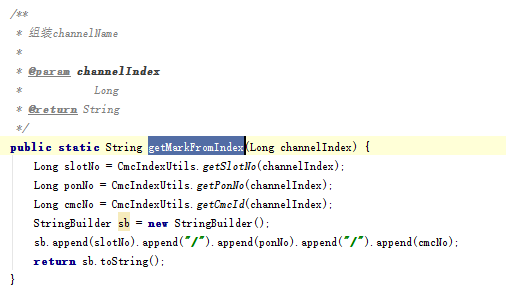 /**
 * 组装channelName
 *
 * @param channelIndex
 *            Long
 * @return String
 */
public static String getMarkFromIndex(Long channelIndex) {
    Long slotNo = CmcIndexUtils.getSlotNo(channelIndex);
    Long ponNo = CmcIndexUtils.getPonNo(channelIndex);
    Long cmcNo = CmcIndexUtils.getCmcId(channelIndex);
    StringBuilder sb = new StringBuilder();
    sb.append(slotNo).append("/").append(ponNo).append("/").append(cmcNo);
    return sb.toString();
}